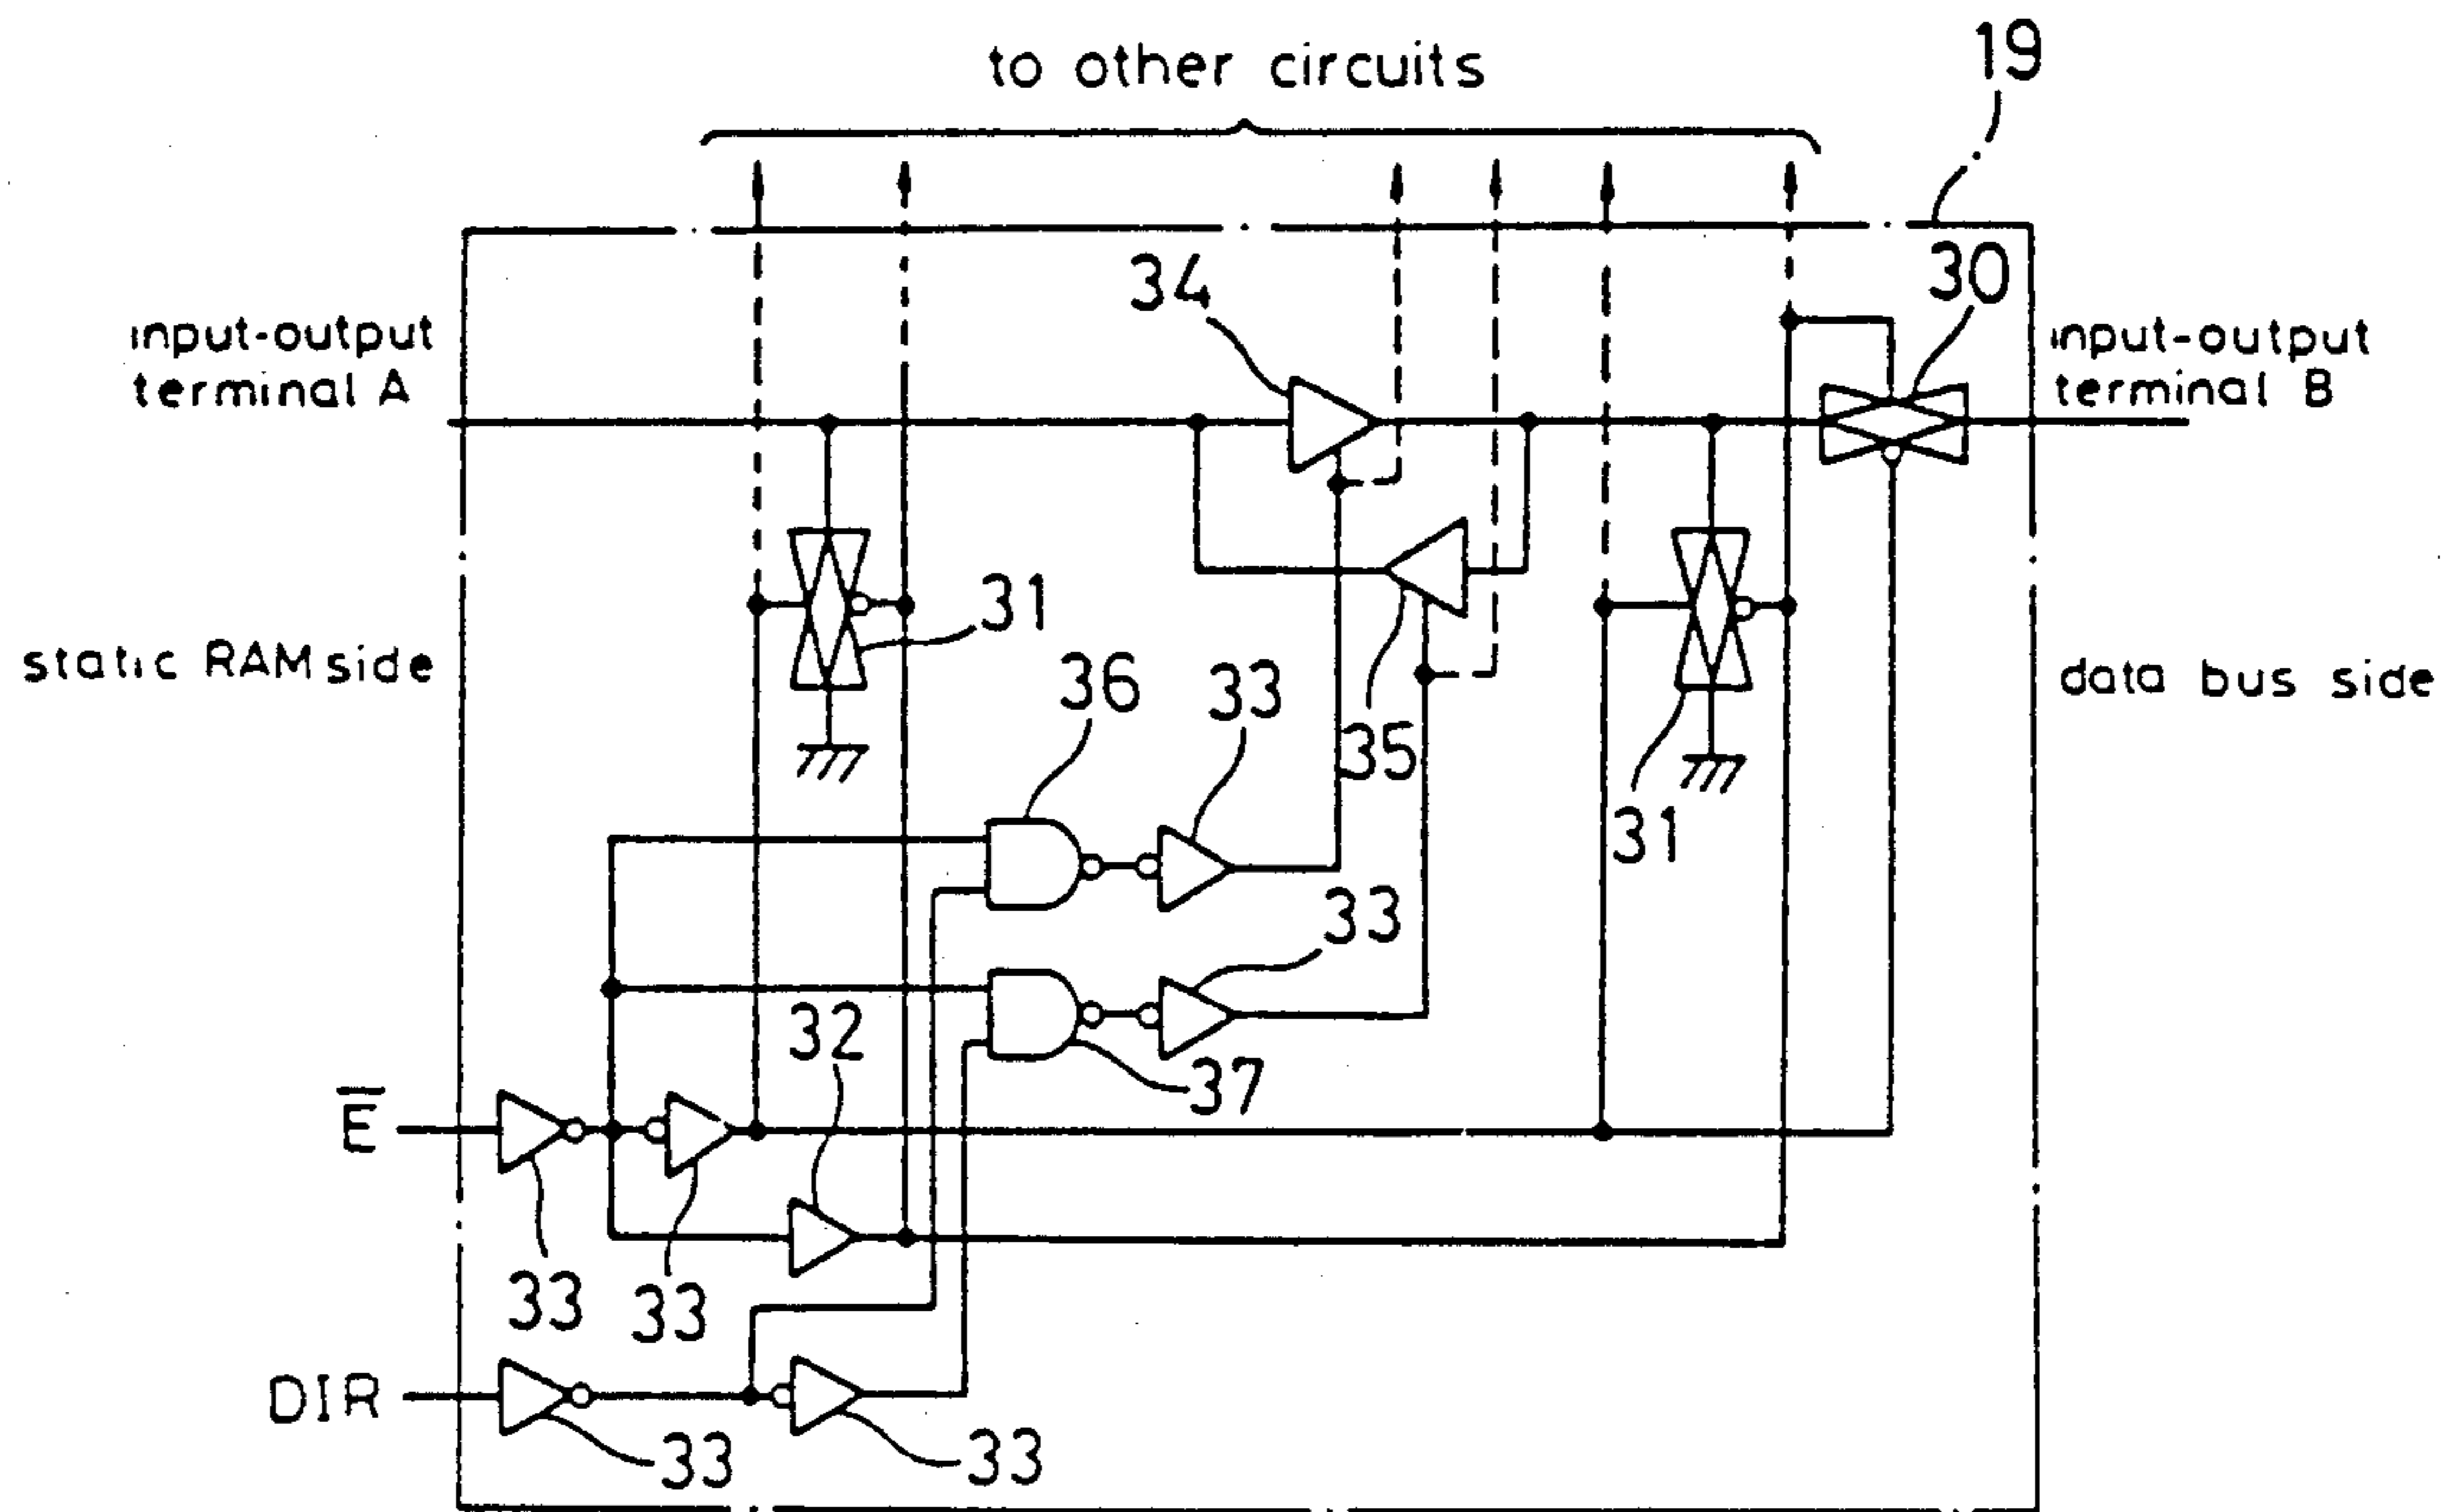 to other circuits
19
34
30
input-output
terminal A
input-output
terminal B
31
static RAM side
36
33
35
data bus side
31
33
32
37
E̅
33
33
DIR
33
33